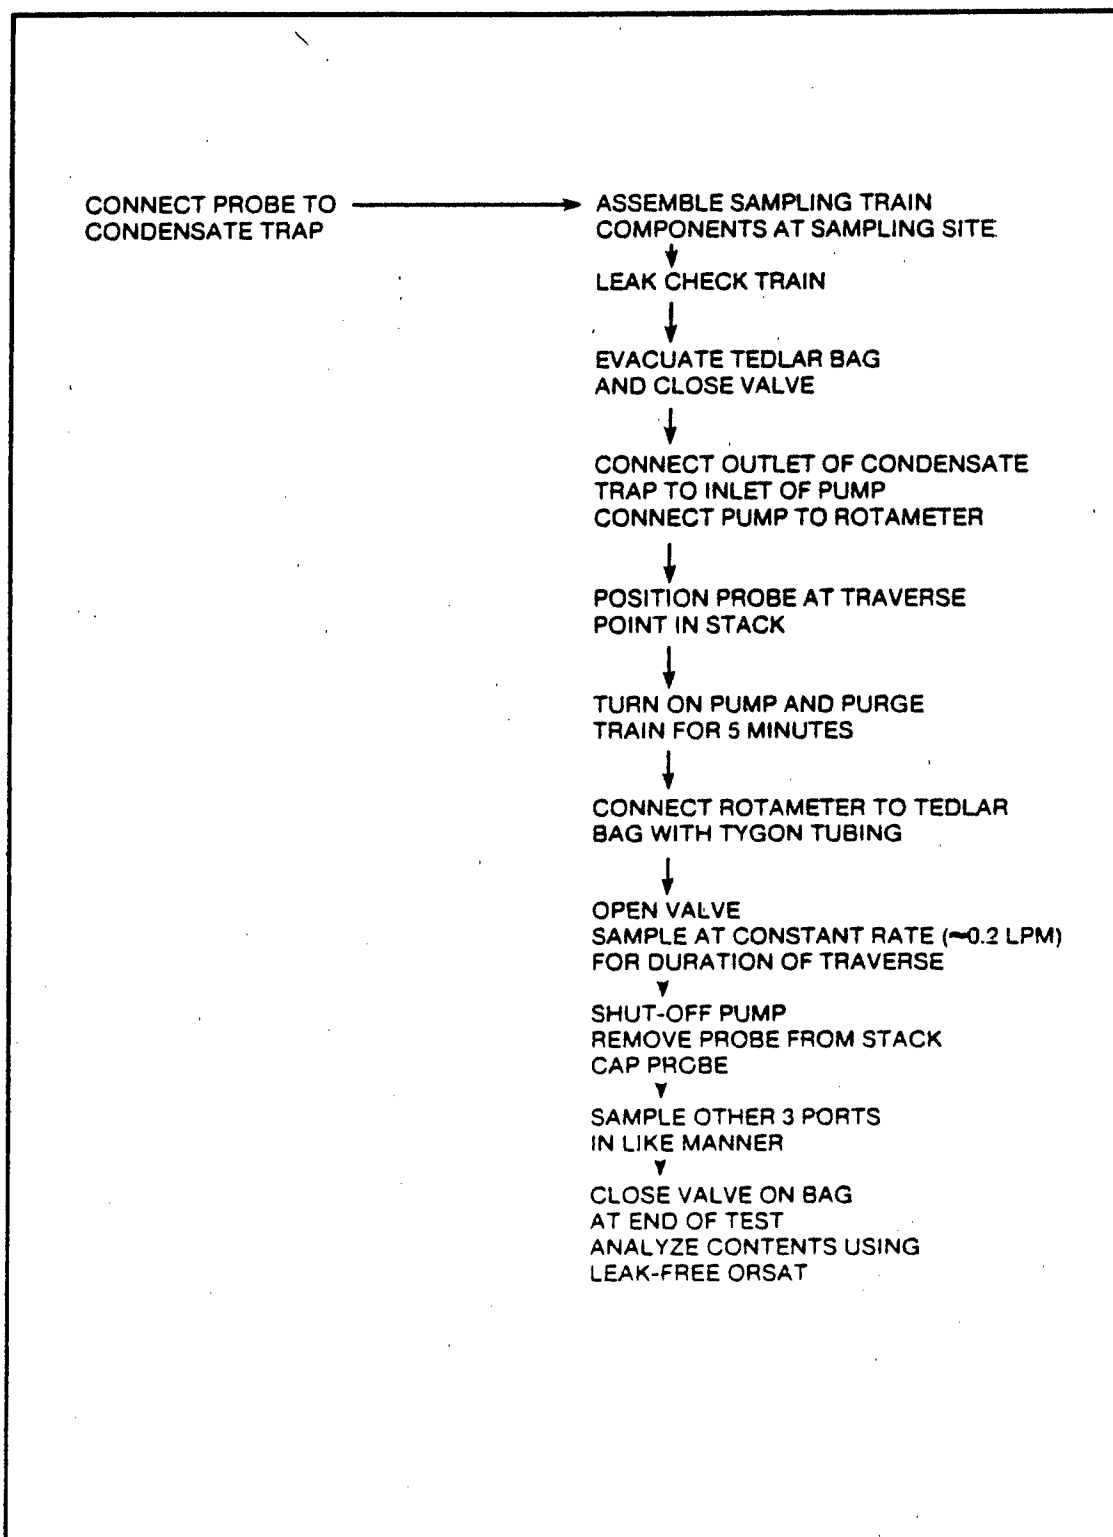 CONNECT PROBE TO
CONDENSATE TRAP
ASSEMBLE SAMPLING TRAIN
COMPONENTS AT SAMPLING SITE
LEAK CHECK TRAIN
EVACUATE TEDLAR BAG
AND CLOSE VALVE
CONNECT OUTLET OF CONDENSATE
TRAP TO INLET OF PUMP
CONNECT PUMP TO ROTAMETER
POSITION PROBE AT TRAVERSE
POINT IN STACK
TURN ON PUMP AND PURGE
TRAIN FOR 5 MINUTES
CONNECT ROTAMETER TO TEDLAR
BAG WITH TYGON TUBING
OPEN VALVE
SAMPLE AT CONSTANT RATE (~0.2 LPM)
FOR DURATION OF TRAVERSE
SHUT-OFF PUMP
REMOVE PROBE FROM STACK
CAP PROBE
SAMPLE OTHER 3 PORTS
IN LIKE MANNER
CLOSE VALVE ON BAG
AT END OF TEST
ANALYZE CONTENTS USING
LEAK-FREE ORSAT